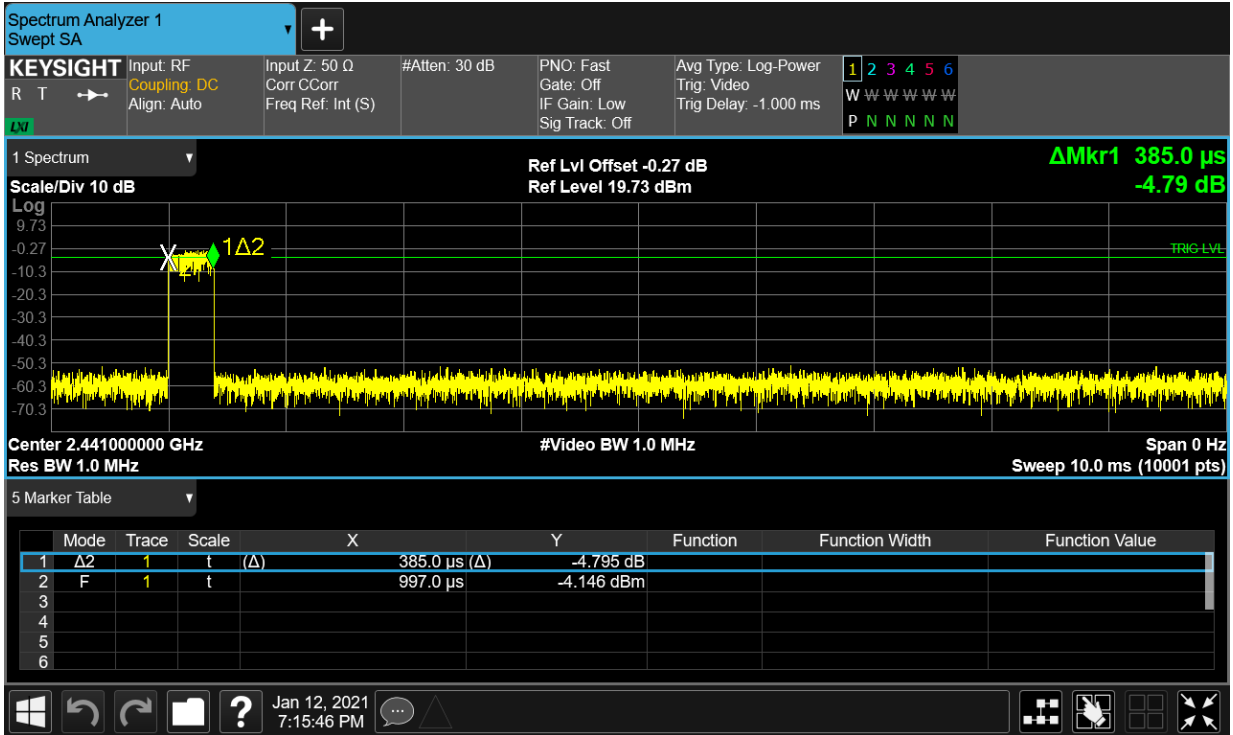 Spectrum Analyzer 1
Swept SA
KEYSIGHT
R T
LXI
Input: RF
Coupling: DC
Align: Auto
Input Z: 50 Ω
Corr CCorr
Freq Ref: Int (S)
#Atten: 30 dB
PNO: Fast
Gate: Off
IF Gain: Low
Sig Track: Off
Avg Type: Log-Power
Trig: Video
Trig Delay: -1.000 ms
1 2 3 4 5 6
W W W W W W
P N N N N N
1 Spectrum
Scale/Div 10 dB
Ref Lvl Offset -0.27 dB
Ref Level 19.73 dBm
ΔMkr1 385.0 µs
-4.79 dB
Log
9.73
-0.27
-10.3
-20.3
-30.3
-40.3
-50.3
-60.3
-70.3
X
2
1Δ2
TRIG LVL
Center 2.441000000 GHz
#Video BW 1.0 MHz
Span 0 Hz
Res BW 1.0 MHz
Sweep 10.0 ms (10001 pts)
5 Marker Table
Mode Trace Scale X Y Function Function Width Function Value
1 Δ2 1 t (Δ) 385.0 µs (Δ) -4.795 dB
2 F 1 t 997.0 µs -4.146 dBm
3
4
5
6
?
Jan 12, 2021
7:15:46 PM